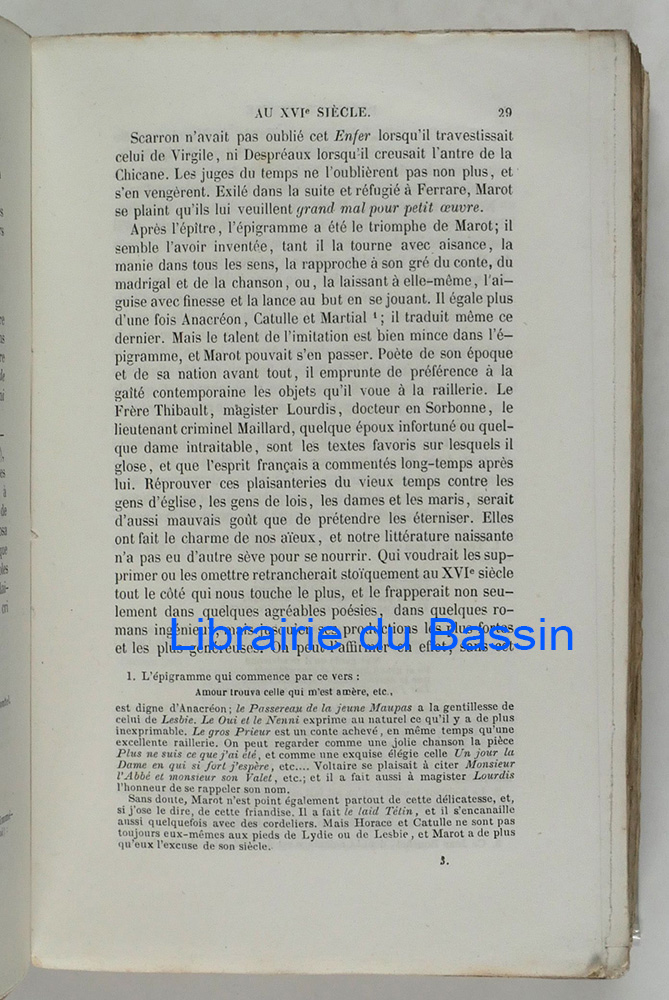 AU XVIe SIÈCLE. 29
Scarron n'avait pas oublié cet Enfer lorsqu'il travestissait
celui de Virgile, ni Despréaux lorsqu'il creusait l'antre de la
Chicane. Les juges du temps ne l'oublièrent pas non plus, et
s'en vengèrent. Exilé dans la suite et réfugié à Ferrare, Marot
se plaint qu'ils lui veuillent grand mal pour petit œuvre.
Après l'épître, l'épigramme a été le triomphe de Marot; il
semble l'avoir inventée, tant il la tourne avec aisance, la
manie dans tous les sens, la rapproche à son gré du conte, du
madrigal et de la chanson, ou, la laissant à elle-même, l'ai-
guise avec finesse et la lance au but en se jouant. Il égale plus
d'une fois Anacréon, Catulle et Martial 1; il traduit même ce
dernier. Mais le talent de l'imitation est bien mince dans l'é-
pigramme, et Marot pouvait s'en passer. Poète de son époque
et de sa nation avant tout, il emprunte de préférence à la
gaîté contemporaine les objets qu'il voue à la raillerie. Le
Frère Thibault, magister Lourdis, docteur en Sorbonne, le
lieutenant criminel Maillard, quelque époux infortuné ou quel-
que dame intraitable, sont les textes favoris sur lesquels il
glose, et que l'esprit français a commentés long-temps après
lui. Réprouver ces plaisanteries du vieux temps contre les
gens d'église, les gens de lois, les dames et les maris, serait
d'aussi mauvais goût que de prétendre les éterniser. Elles
ont fait le charme de nos aïeux, et notre littérature naissante
n'a pas eu d'autre sève pour se nourrir. Qui voudrait les sup-
primer ou les omettre retrancherait stoïquement au XVIe siècle
tout le côté qui nous touche le plus, et le frapperait non seu-
lement dans quelques agréables poésies, dans quelques ro-
mans ingénieux, mais jusque dans les productions les plus fortes
Librairie du Bassin
et les plus généreuses. On peut l'affirmer en effet, sans cet
1. L'épigramme qui commence par ce vers :
Amour trouva celle qui m'est amère, etc.,
est digne d'Anacréon; le Passereau de la jeune Maupas a la gentillesse de
celui de Lesbie. Le Oui et le Nenni exprime au naturel ce qu'il y a de plus
inexprimable. Le gros Prieur est un conte achevé, en même temps qu'une
excellente raillerie. On peut regarder comme une jolie chanson la pièce
Plus ne suis ce que j'ai été, et comme une exquise élégie celle Un jour la
Dame en qui si fort j'espère, etc.... Voltaire se plaisait à citer Monsieur
l'Abbé et monsieur son Valet, etc.; et il a fait aussi à magister Lourdis
l'honneur de se rappeler son nom.
Sans doute, Marot n'est point également partout de cette délicatesse, et,
si j'ose le dire, de cette friandise. Il a fait le laid Tétin, et il s'encanaille
aussi quelquefois avec des cordeliers. Mais Horace et Catulle ne sont pas
toujours eux-mêmes aux pieds de Lydie ou de Lesbie, et Marot a de plus
qu'eux l'excuse de son siècle.
3.